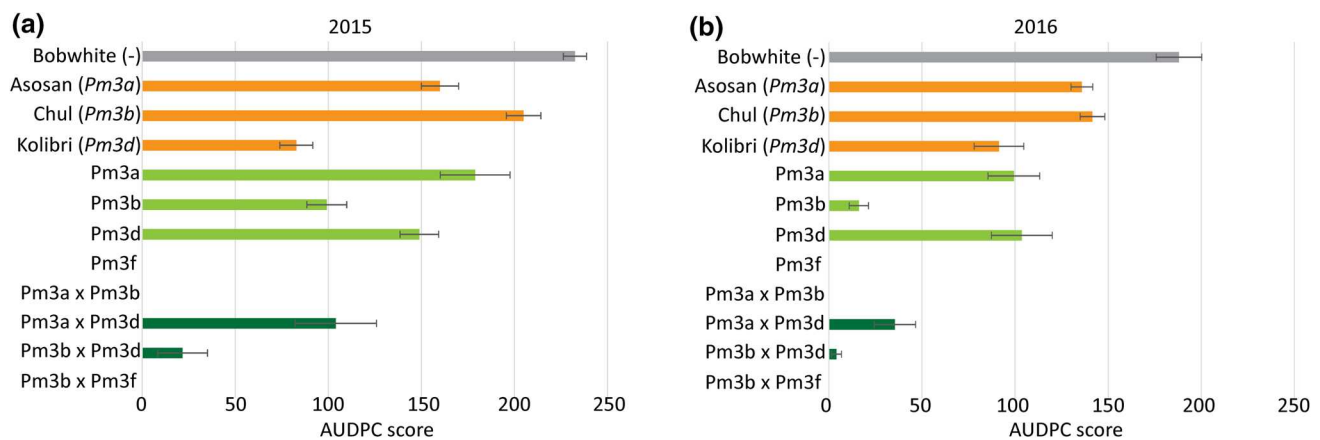 (a)
2015
Bobwhite (-)
Asosan (Pm3a)
Chul (Pm3b)
Kolibri (Pm3d)
Pm3a
Pm3b
Pm3d
Pm3f
Pm3a x Pm3b
Pm3a x Pm3d
Pm3b x Pm3d
Pm3b x Pm3f
0 50 100 150 200 250
AUDPC score
(b)
2016
Bobwhite (-)
Asosan (Pm3a)
Chul (Pm3b)
Kolibri (Pm3d)
Pm3a
Pm3b
Pm3d
Pm3f
Pm3a x Pm3b
Pm3a x Pm3d
Pm3b x Pm3d
Pm3b x Pm3f
0 50 100 150 200 250
AUDPC score